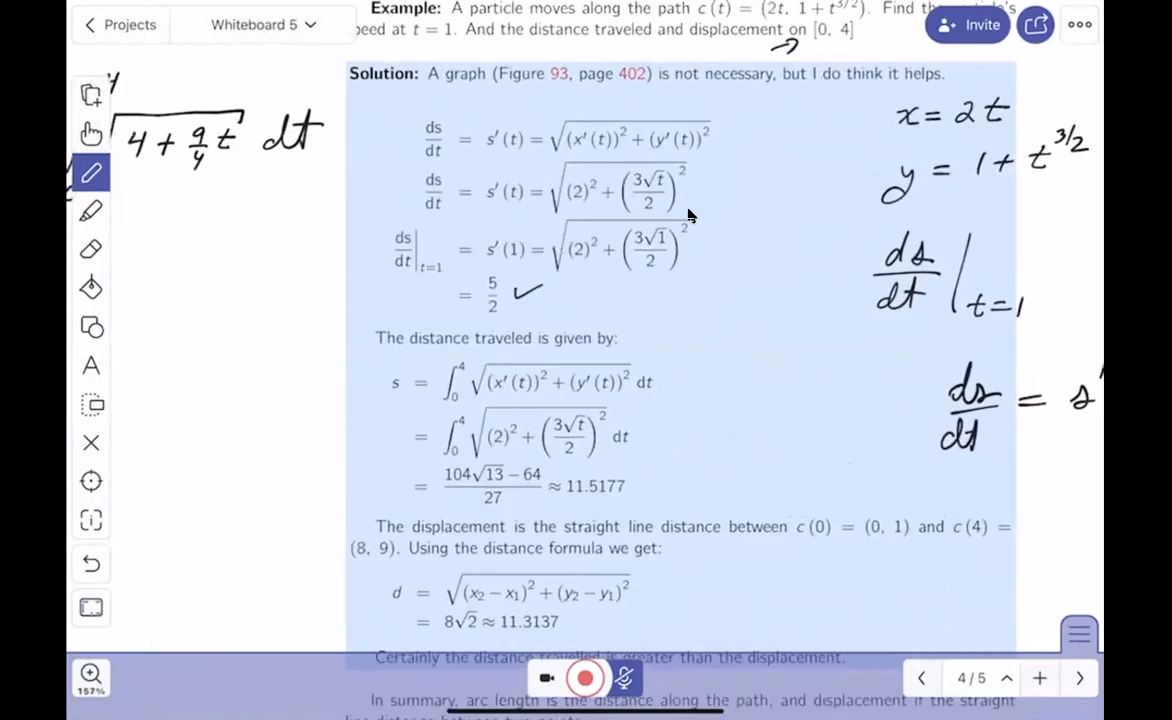 Projects
Whiteboard 5
Invite
Example: A particle moves along the path c (t) = (2t, 1 + t^{3/2}). Find the 's
peed at t = 1. And the distance traveled and displacement on [0, 4]
Solution: A graph (Figure 93, page 402) is not necessary, but I do think it helps.
ds/dt = s′(t) = √((x′(t))² + (y′(t))²)
ds/dt = s′(t) = √((2)² + (3√t/2)²)
ds/dt|_{t=1} = s′(1) = √((2)² + (3√1/2)²)
= 5/2 ✓
The distance traveled is given by:
s = ∫₀⁴ √((x′(t))² + (y′(t))²) dt
= ∫₀⁴ √((2)² + (3√t/2)²) dt
= (104√13 − 64)/27 ≈ 11.5177
The displacement is the straight line distance between c(0) = (0, 1) and c(4) =
(8, 9). Using the distance formula we get:
d = √((x₂ − x₁)² + (y₂ − y₁)²)
= 8√2 ≈ 11.3137
Certainly the distance travelled is greater than the displacement.
In summary, arc length is the distance along the path, and displacement if the straight
4
√(4 + 9/4 t) dt
x = 2t
y = 1 + t^{3/2}
ds/dt |_{t=1}
ds/dt = s'
A
157%
4/5